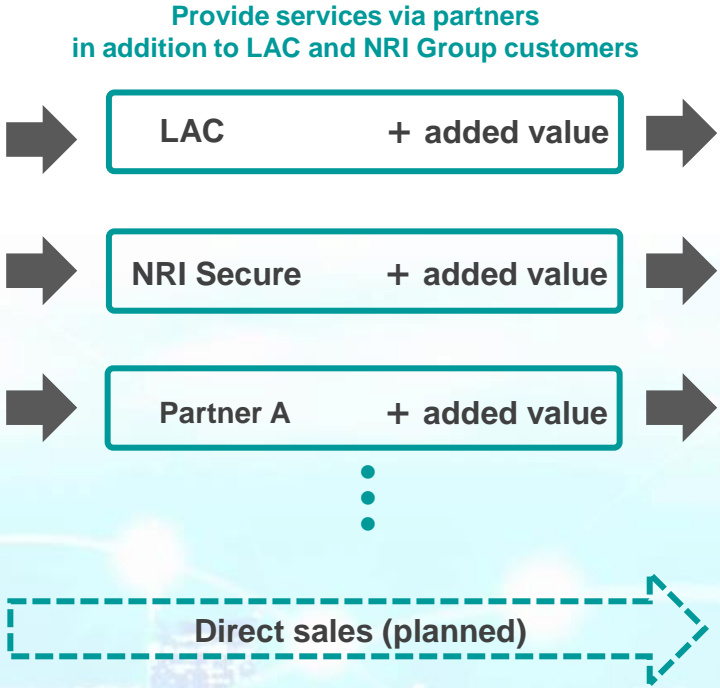 Provide services via partners
in addition to LAC and NRI Group customers
LAC + added value
NRI Secure + added value
Partner A + added value
Direct sales (planned)